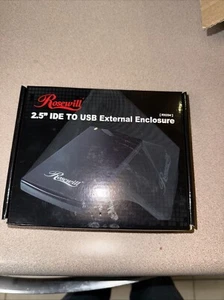 Rosewill
2.5" IDE TO USB External Enclosure
Rosewill